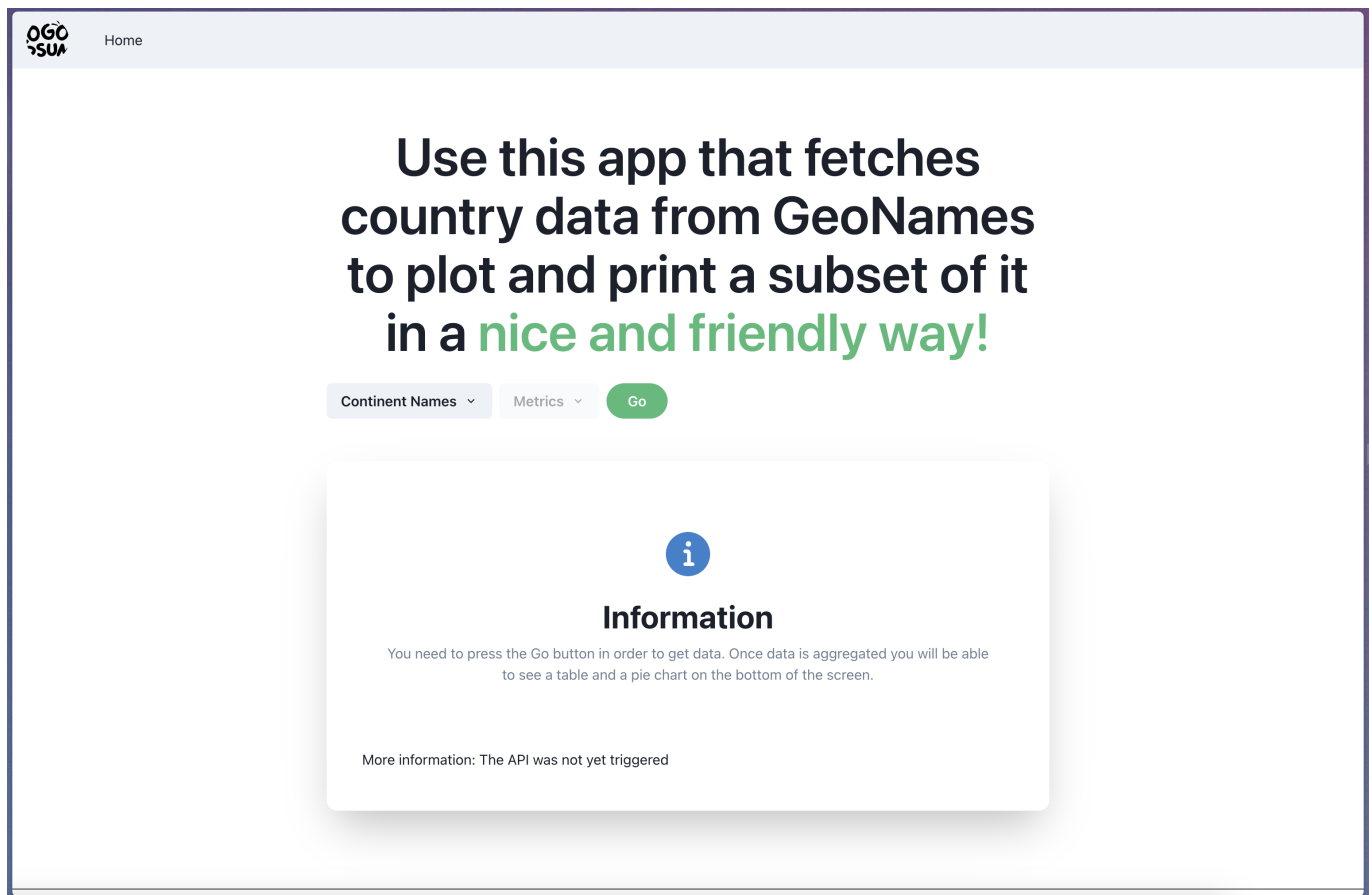 OGO
SUM
Home
Use this app that fetches
country data from GeoNames
to plot and print a subset of it
in a nice and friendly way!
Continent Names
Metrics
Go
Information
You need to press the Go button in order to get data. Once data is aggregated you will be able
to see a table and a pie chart on the bottom of the screen.
More information: The API was not yet triggered